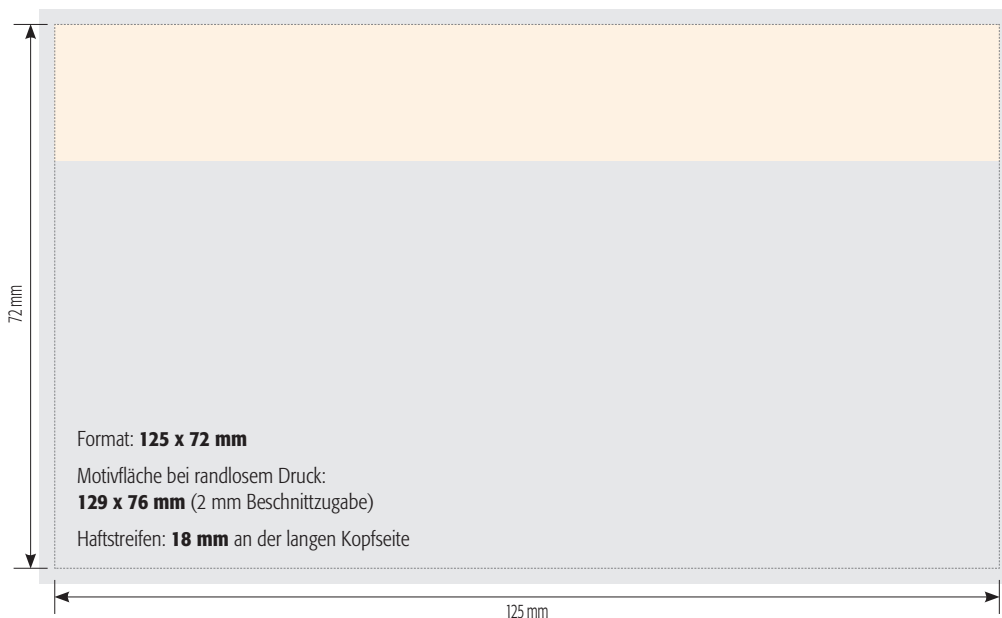 72 mm
Format: 125 x 72 mm
Motivfläche bei randlosem Druck:
129 x 76 mm (2 mm Beschnittzugabe)
Haftstreifen: 18 mm an der langen Kopfseite
125 mm